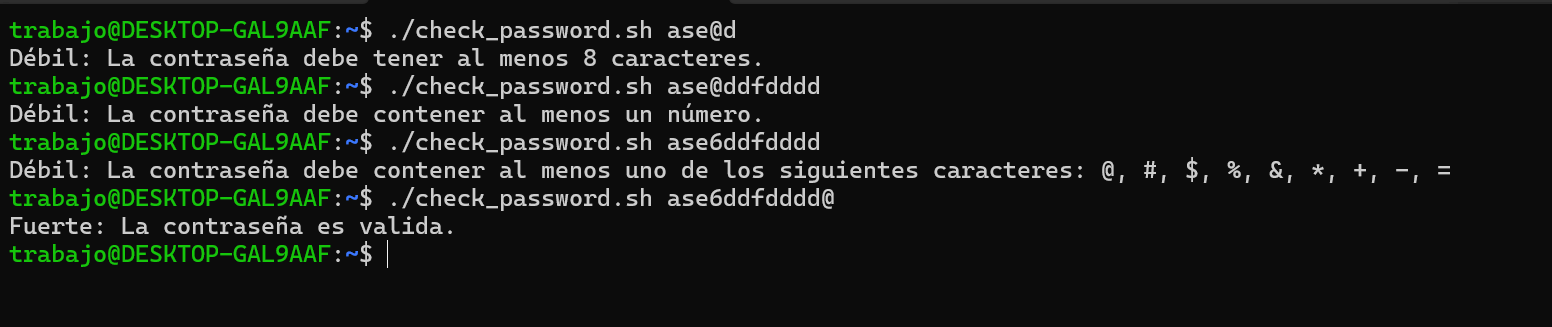 trabajo@DESKTOP-GAL9AAF:~$ ./check_password.sh ase@d
Débil: La contraseña debe tener al menos 8 caracteres.
trabajo@DESKTOP-GAL9AAF:~$ ./check_password.sh ase@ddfdddd
Débil: La contraseña debe contener al menos un número.
trabajo@DESKTOP-GAL9AAF:~$ ./check_password.sh ase6ddfdddd
Débil: La contraseña debe contener al menos uno de los siguientes caracteres: @, #, $, %, &, *, +, -, =
trabajo@DESKTOP-GAL9AAF:~$ ./check_password.sh ase6ddfdddd@
Fuerte: La contraseña es valida.
trabajo@DESKTOP-GAL9AAF:~$